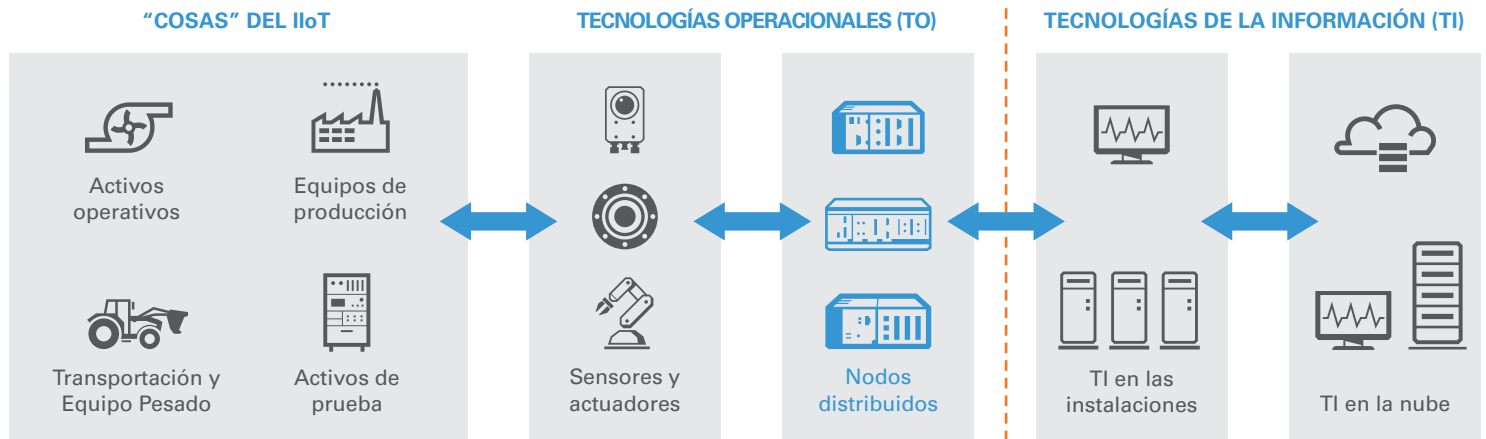 “COSAS” DEL IIoT
TECNOLOGÍAS OPERACIONALES (TO)
TECNOLOGÍAS DE LA INFORMACIÓN (TI)
Activos
operativos
Equipos de
producción
Transportación y
Equipo Pesado
Activos de
prueba
Sensores y
actuadores
Nodos
distribuidos
TI en las
instalaciones
TI en la nube